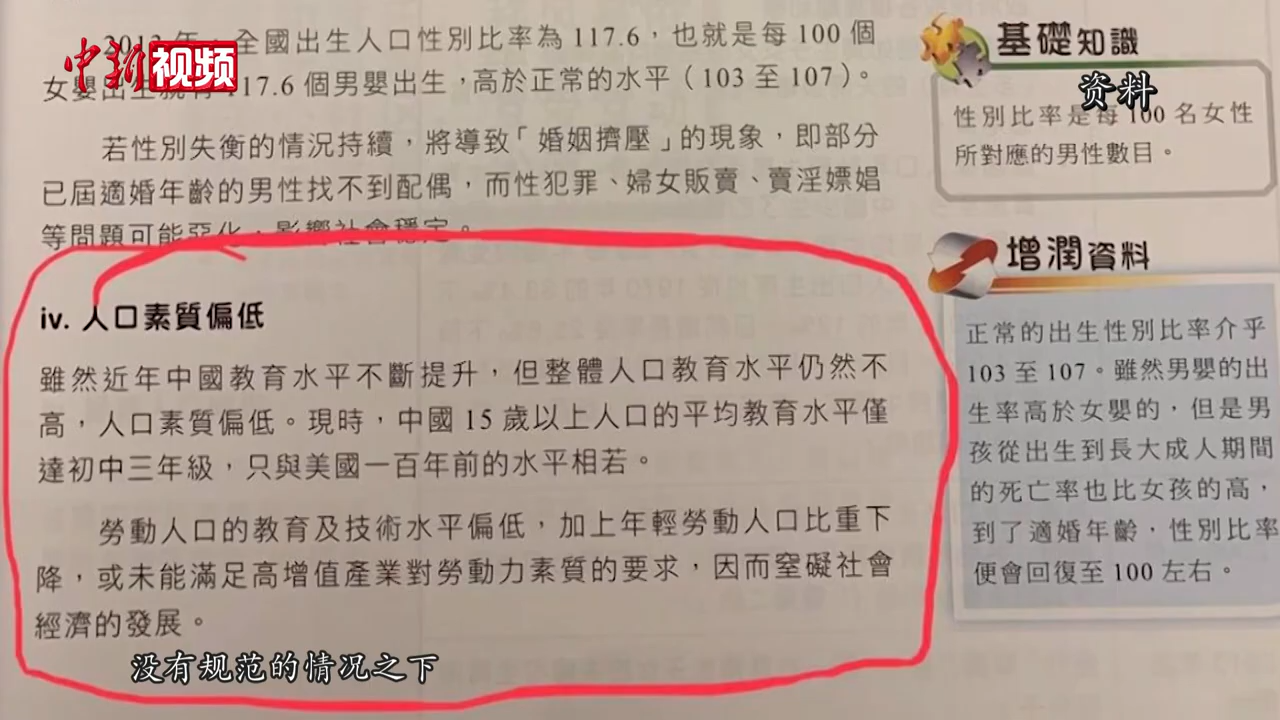 中新视频
全國出生人口性別比率為 117.6，也就是每 100 個
117.6 個男嬰出生，高於正常的水平（103 至 107）。
若性別失衡的情況持續，將導致「婚姻擠壓」的現象，即部分
已屆適婚年齡的男性找不到配偶，而性犯罪、婦女販賣、賣淫嫖娼
等問題可能惡化，影響社會穩定。
iv. 人口素質偏低
雖然近年中國教育水平不斷提升，但整體人口教育水平仍然不
高，人口素質偏低。現時，中國 15 歲以上人口的平均教育水平僅
達初中三年級，只與美國一百年前的水平相若。
勞動人口的教育及技術水平偏低，加上年輕勞動人口比重下
降，或未能滿足高增值產業對勞動力素質的要求，因而窒礙社會
經濟的發展。
基礎知識
资料
性別比率是每 100 名女性
所對應的男性數目。
增潤資料
正常的出生性別比率介乎
103 至 107。雖然男嬰的出
生率高於女嬰的，但是男
孩從出生到長大成人期間
的死亡率也比女孩的高，
到了適婚年齡，性別比率
便會回復至 100 左右。
没有规范的情况之下